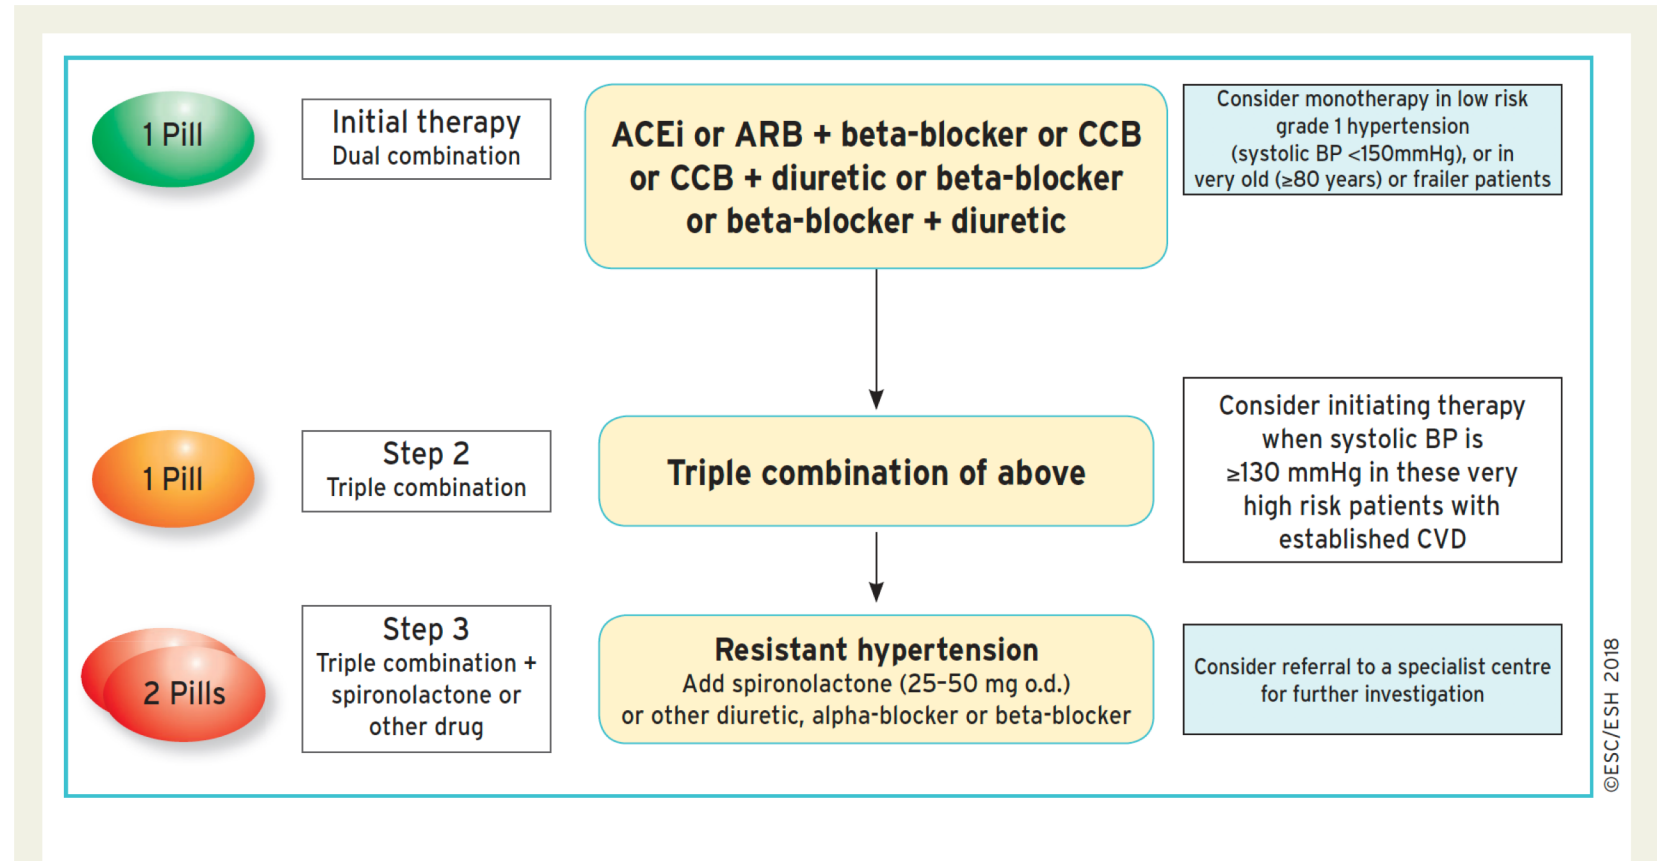 1 Pill
Initial therapy
Dual combination
ACEi or ARB + beta-blocker or CCB
or CCB + diuretic or beta-blocker
or beta-blocker + diuretic
Consider monotherapy in low risk
grade 1 hypertension
(systolic BP <150mmHg), or in
very old (≥80 years) or frailer patients
1 Pill
Step 2
Triple combination
Triple combination of above
Consider initiating therapy
when systolic BP is
≥130 mmHg in these very
high risk patients with
established CVD
2 Pills
Step 3
Triple combination +
spironolactone or
other drug
Resistant hypertension
Add spironolactone (25–50 mg o.d.)
or other diuretic, alpha-blocker or beta-blocker
Consider referral to a specialist centre
for further investigation
©ESC/ESH 2018